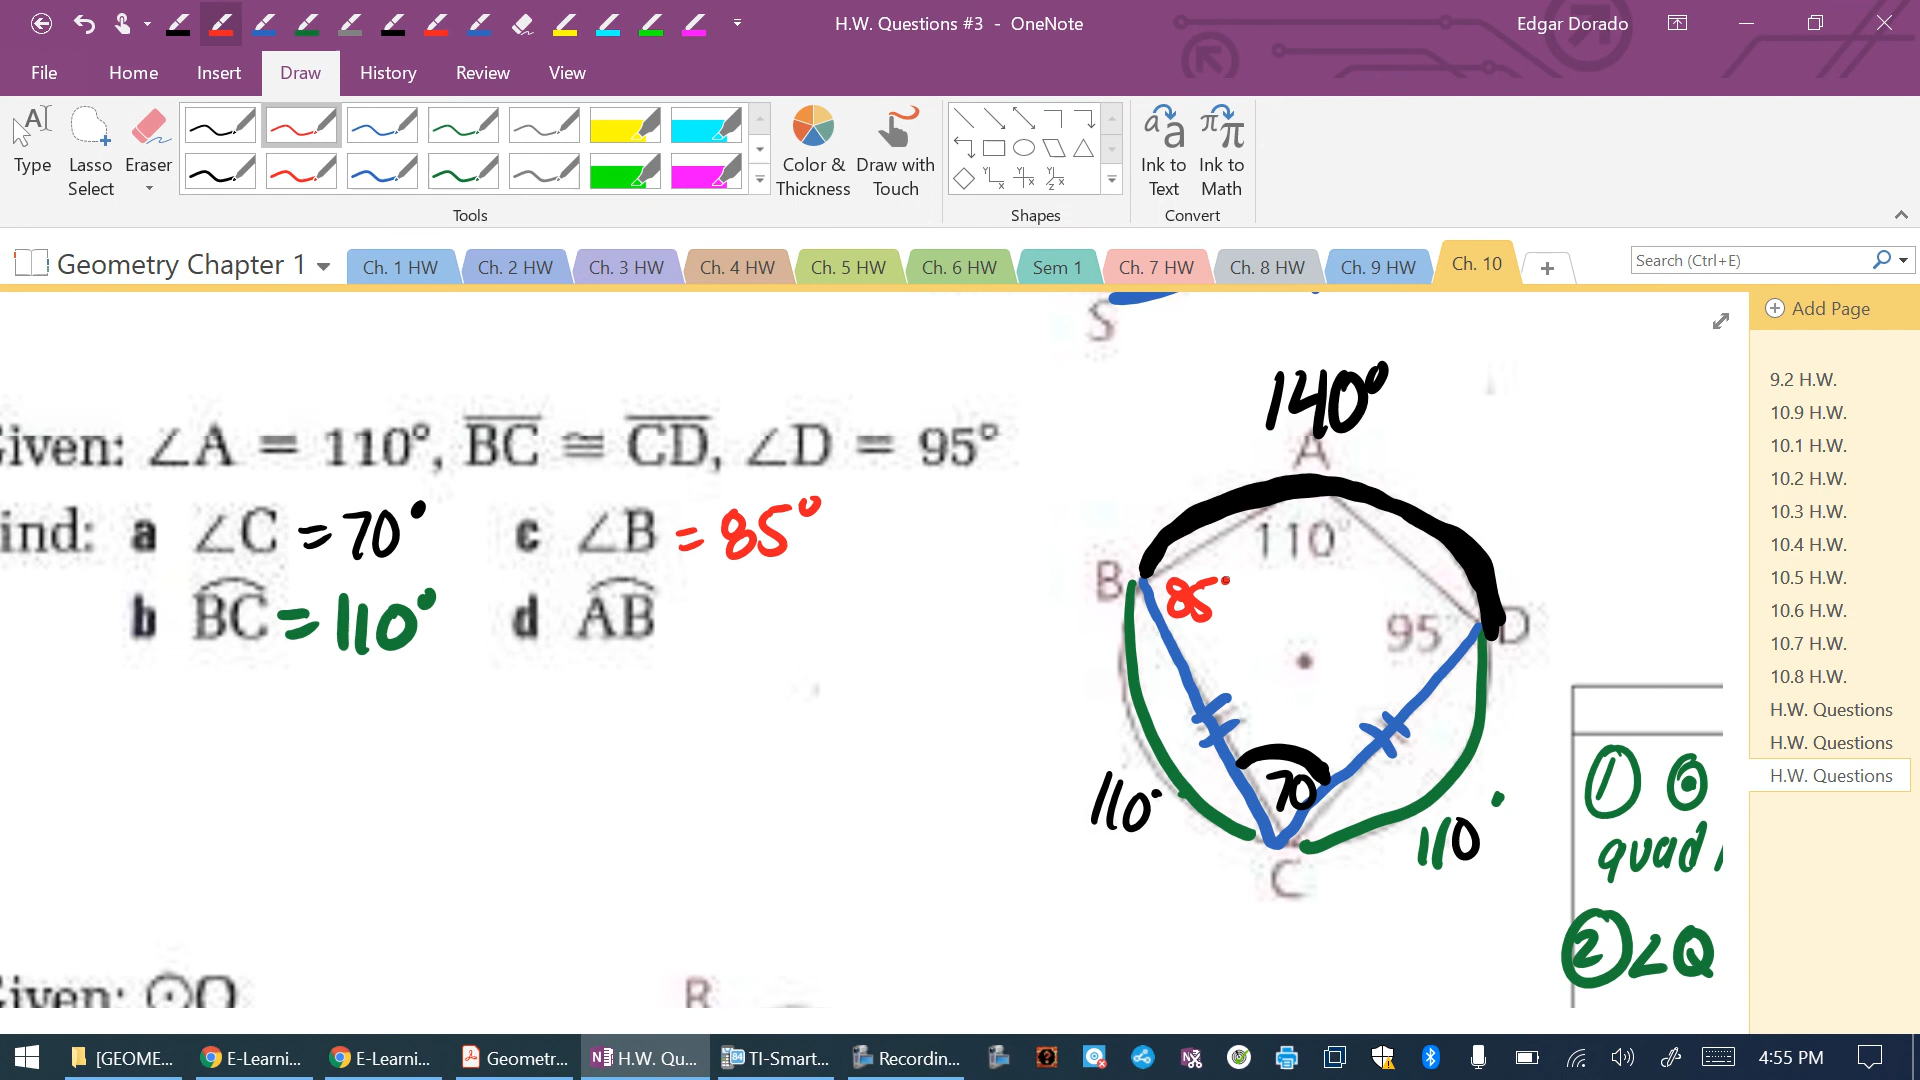 H.W. Questions #3 - OneNote
Edgar Dorado
File Home Insert Draw History Review View
Type Lasso Select Eraser Color & Thickness Draw with Touch Ink to Text Ink to Math
Tools Shapes Convert
Geometry Chapter 1 Ch. 1 HW Ch. 2 HW Ch. 3 HW Ch. 4 HW Ch. 5 HW Ch. 6 HW Sem 1 Ch. 7 HW Ch. 8 HW Ch. 9 HW Ch. 10 Search (Ctrl+E)
Add Page
9.2 H.W.
10.9 H.W.
10.1 H.W.
10.2 H.W.
10.3 H.W.
10.4 H.W.
10.5 H.W.
10.6 H.W.
10.7 H.W.
10.8 H.W.
H.W. Questions
H.W. Questions
H.W. Questions
S
140°
iven: ∠A = 110°, B̅C̅ ≅ C̅D̅, ∠D = 95°
ind: a ∠C = 70° c ∠B = 85°
b B͡C = 110° d A͡B
A
110°
B 85° 95 D
70
110° 110°
C
① ⊙
quad
② ∠Q
iven: ⊙O R
[GEOME... E-Learni... E-Learni... Geometr... H.W. Qu... TI-Smart... Recordin... 4:55 PM